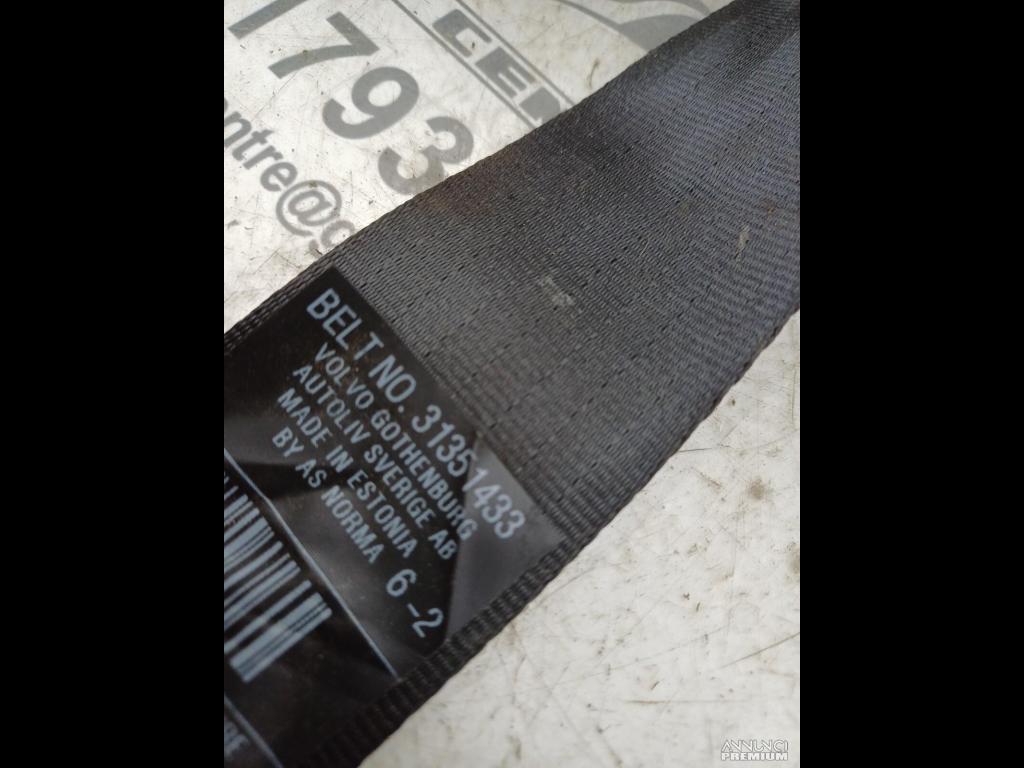 1793
CEN
ntre@g
BELT NO. 31351433
VOLVO GOTHENBURG
AUTOLIV SVERIGE AB
MADE IN ESTONIA
BY AS NORMA 6-2
ANNUNCI
PREMIUM